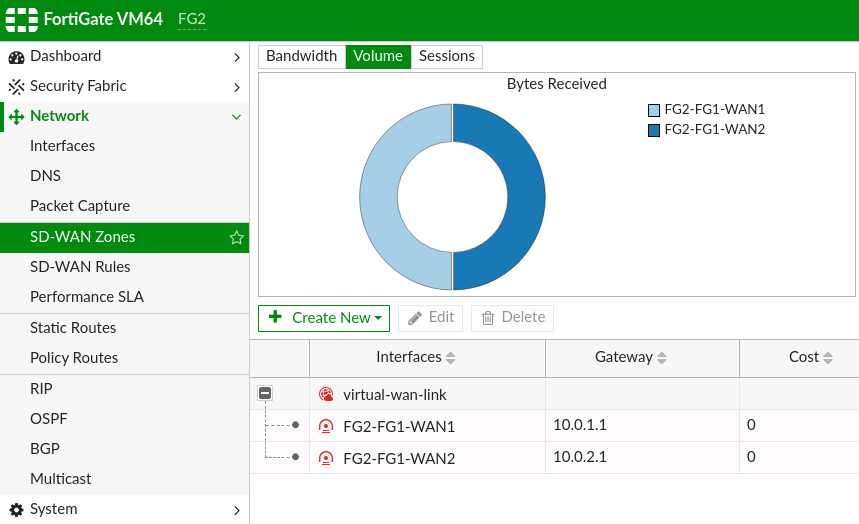 FortiGate VM64 FG2
Dashboard
Security Fabric
Network
Interfaces
DNS
Packet Capture
SD-WAN Zones
SD-WAN Rules
Performance SLA
Static Routes
Policy Routes
RIP
OSPF
BGP
Multicast
System
Bandwidth Volume Sessions
Bytes Received
FG2-FG1-WAN1
FG2-FG1-WAN2
Create New Edit Delete
Interfaces Gateway Cost
virtual-wan-link
FG2-FG1-WAN1 10.0.1.1 0
FG2-FG1-WAN2 10.0.2.1 0